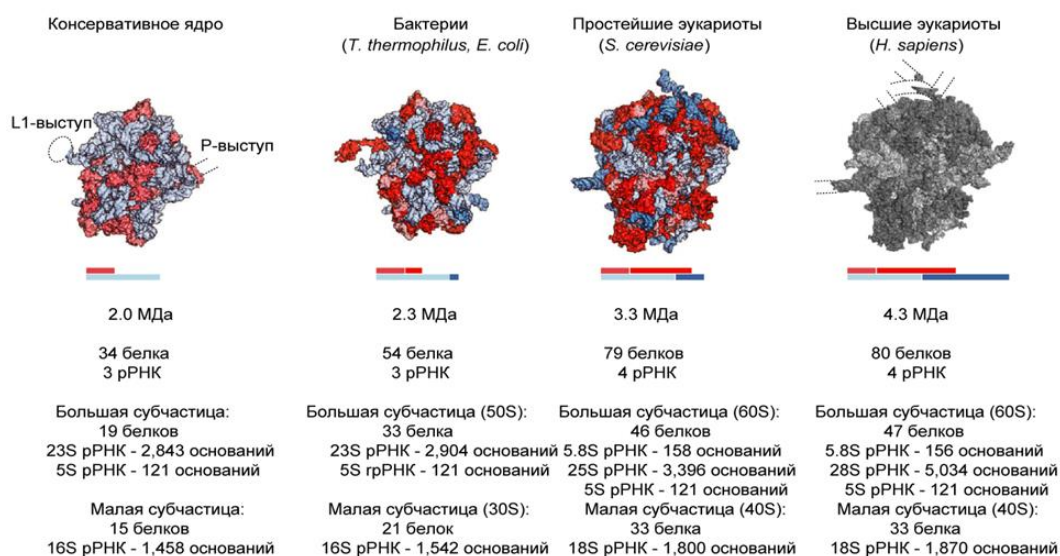 Консервативное ядро
L1-выступ
P-выступ
2.0 МДа
34 белка
3 рРНК
Большая субчастица:
19 белков
23S рРНК - 2,843 оснований
5S рРНК - 121 оснований
Малая субчастица:
15 белков
16S рРНК - 1,458 оснований
Бактерии
(T. thermophilus, E. coli)
2.3 МДа
54 белка
3 рРНК
Большая субчастица (50S):
33 белка
23S рРНК - 2,904 оснований
5S rрРНК - 121 оснований
Малая субчастица (30S):
21 белок
16S рРНК - 1,542 оснований
Простейшие эукариоты
(S. cerevisiae)
3.3 МДа
79 белков
4 рРНК
Большая субчастица (60S):
46 белков
5.8S рРНК - 158 оснований
25S рРНК - 3,396 оснований
5S рРНК - 121 оснований
Малая субчастица (40S):
33 белка
18S рРНК - 1,800 оснований
Высшие эукариоты
(H. sapiens)
4.3 МДа
80 белков
4 рРНК
Большая субчастица (60S):
47 белков
5.8S рРНК - 156 оснований
28S рРНК - 5,034 оснований
5S рРНК - 121 оснований
Малая субчастица (40S):
33 белка
18S рРНК - 1,870 оснований